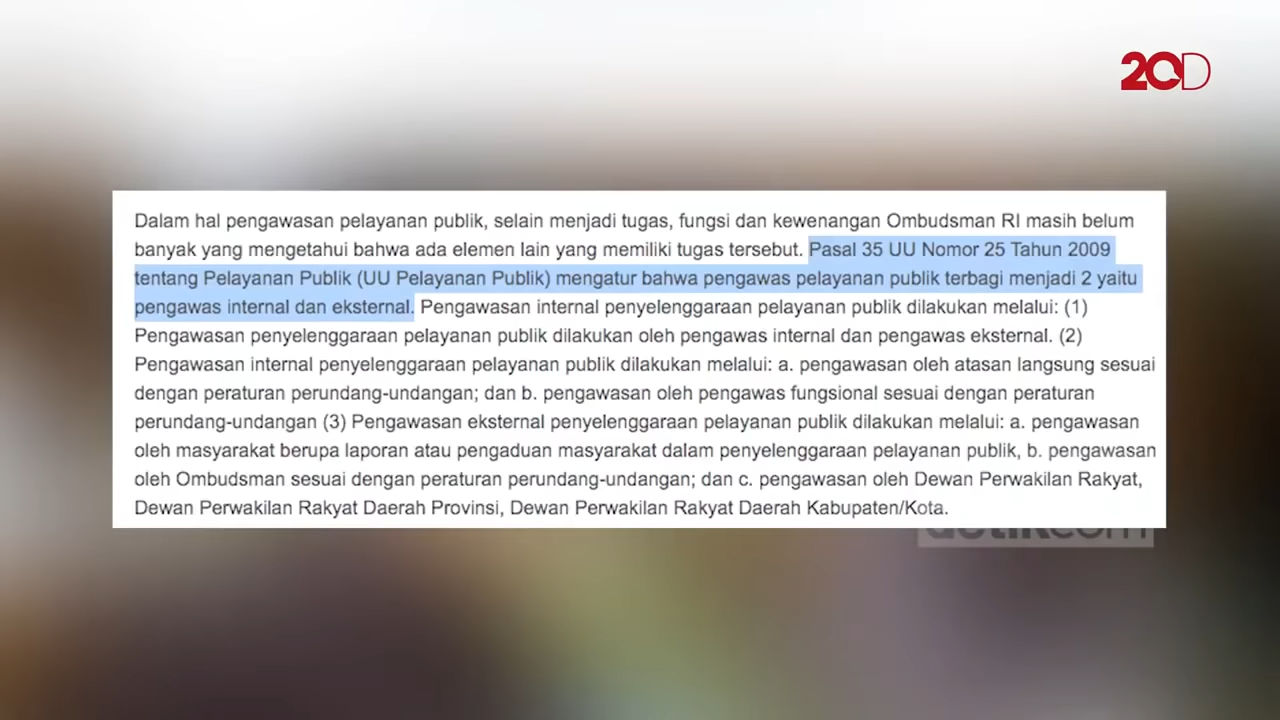 20D
Dalam hal pengawasan pelayanan publik, selain menjadi tugas, fungsi dan kewenangan Ombudsman RI masih belum
banyak yang mengetahui bahwa ada elemen lain yang memiliki tugas tersebut. Pasal 35 UU Nomor 25 Tahun 2009
tentang Pelayanan Publik (UU Pelayanan Publik) mengatur bahwa pengawas pelayanan publik terbagi menjadi 2 yaitu
pengawas internal dan eksternal. Pengawasan internal penyelenggaraan pelayanan publik dilakukan melalui: (1)
Pengawasan penyelenggaraan pelayanan publik dilakukan oleh pengawas internal dan pengawas eksternal. (2)
Pengawasan internal penyelenggaraan pelayanan publik dilakukan melalui: a. pengawasan oleh atasan langsung sesuai
dengan peraturan perundang-undangan; dan b. pengawasan oleh pengawas fungsional sesuai dengan peraturan
perundang-undangan (3) Pengawasan eksternal penyelenggaraan pelayanan publik dilakukan melalui: a. pengawasan
oleh masyarakat berupa laporan atau pengaduan masyarakat dalam penyelenggaraan pelayanan publik, b. pengawasan
oleh Ombudsman sesuai dengan peraturan perundang-undangan; dan c. pengawasan oleh Dewan Perwakilan Rakyat,
Dewan Perwakilan Rakyat Daerah Provinsi, Dewan Perwakilan Rakyat Daerah Kabupaten/Kota.
detikcom